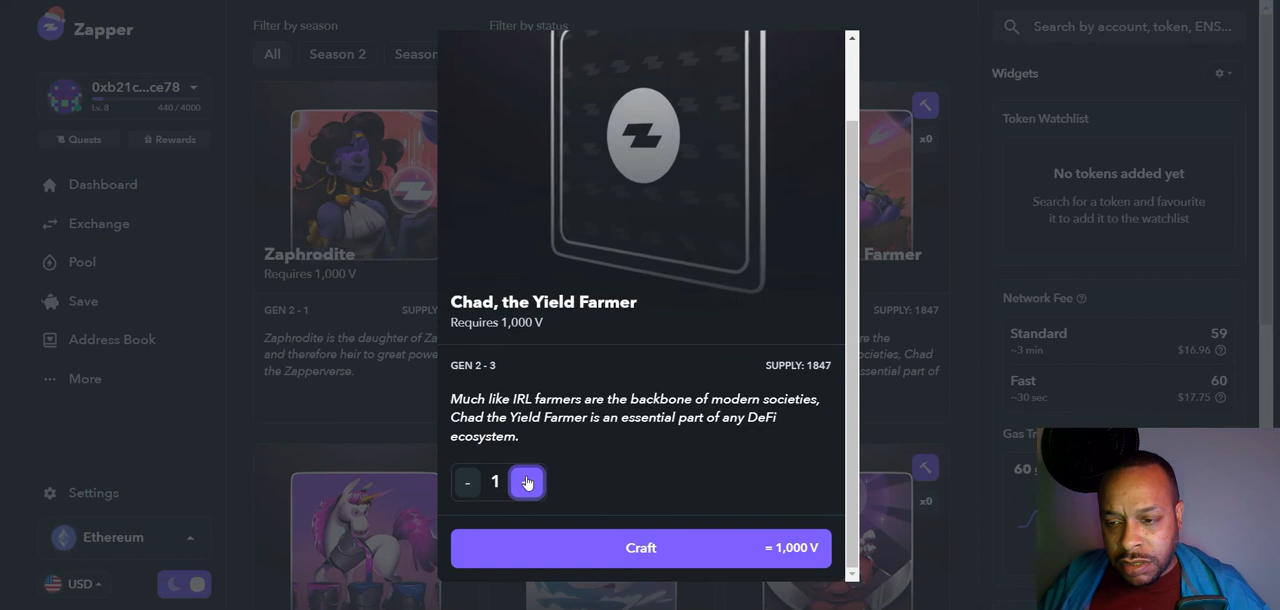 Zapper
0xb21c...ce78
Lv. 8
440 / 4000
Quests
Rewards
Dashboard
Exchange
Pool
Save
Address Book
More
Settings
Ethereum
USD
Filter by season
All
Season 2
Season
Filter by status
Zaphrodite
Requires 1,000 V
GEN 2 - 1
SUPPLY
Zaphrodite is the daughter of Za
and therefore heir to great powe
the Zapperverse.
Chad, the Yield Farmer
Requires 1,000 V
GEN 2 - 3
SUPPLY: 1847
Much like IRL farmers are the backbone of modern societies,
Chad the Yield Farmer is an essential part of any DeFi
ecosystem.
- 1
Craft
= 1,000 V
x0
Farmer
SUPPLY: 1847
re the
ocieties, Chad
ssential part of
x0
Search by account, token, ENS...
Widgets
Token Watchlist
No tokens added yet
Search for a token and favourite
it to add it to the watchlist
Network Fee
Standard
59
~3 min
$16.96
Fast
60
~30 sec
$17.75
Gas Tr
60 g